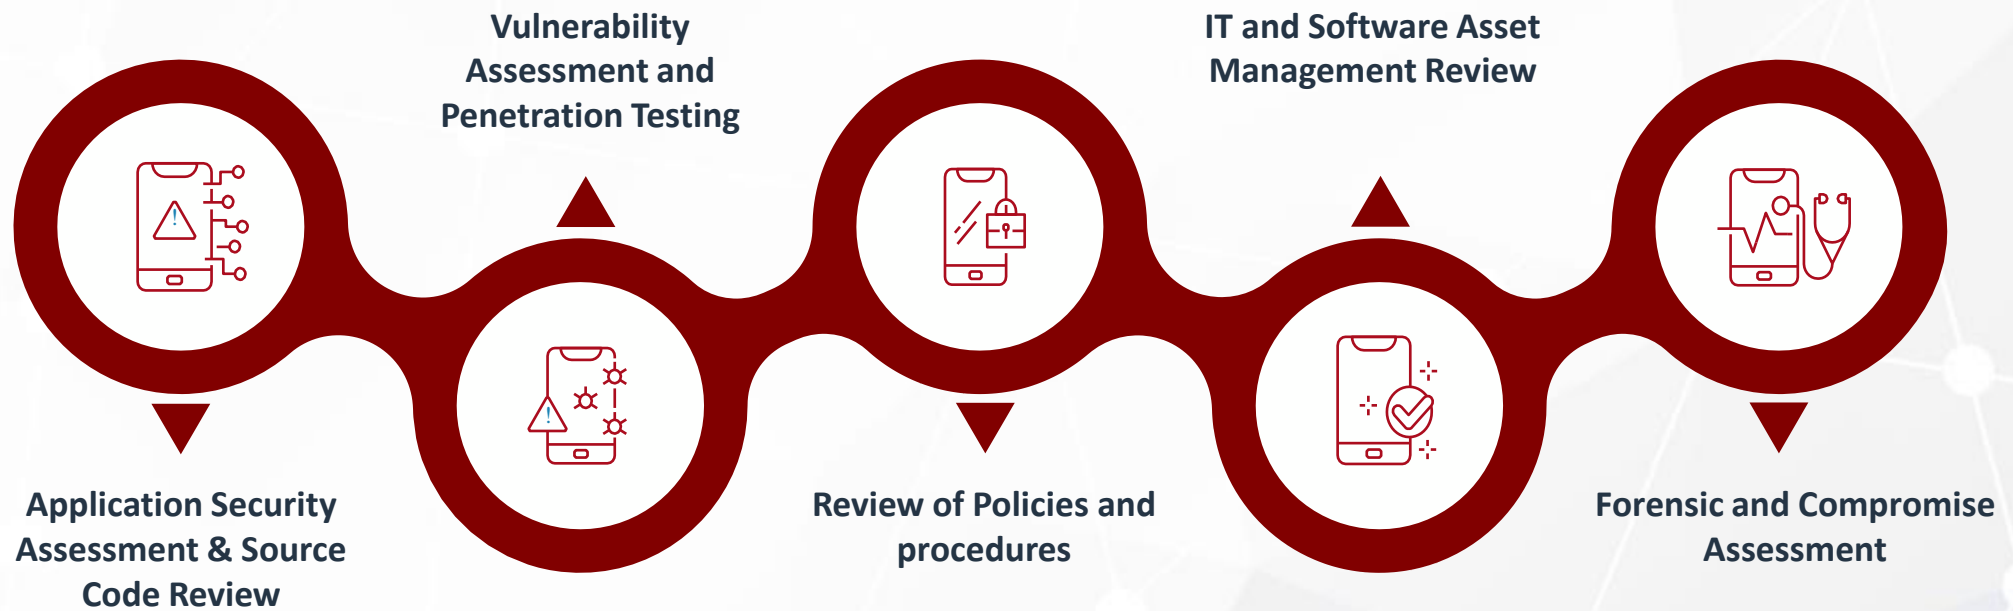 Application Security
Assessment & Source
Code Review
Vulnerability
Assessment and
Penetration Testing
Review of Policies and
procedures
IT and Software Asset
Management Review
Forensic and Compromise
Assessment